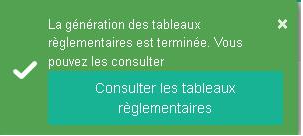 La génération des tableaux
règlementaires est terminée. Vous
pouvez les consulter
Consulter les tableaux
règlementaires